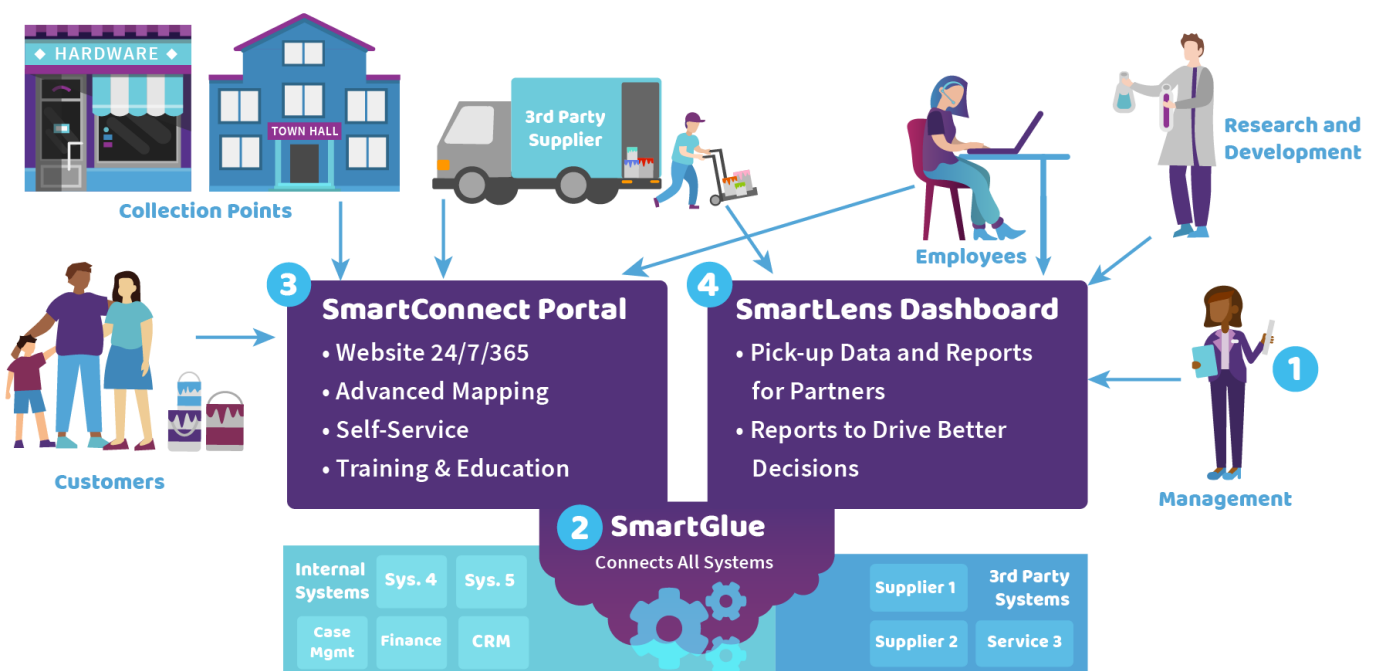 ◆ HARDWARE ◆
TOWN HALL
Collection Points
3rd Party
Supplier
Employees
Research and
Development
Customers
3
SmartConnect Portal
• Website 24/7/365
• Advanced Mapping
• Self-Service
• Training & Education
4
SmartLens Dashboard
• Pick-up Data and Reports
for Partners
• Reports to Drive Better
Decisions
1
Management
2
SmartGlue
Connects All Systems
Internal
Systems
Sys. 4
Sys. 5
Case
Mgmt
Finance
CRM
Supplier 1
3rd Party
Systems
Supplier 2
Service 3